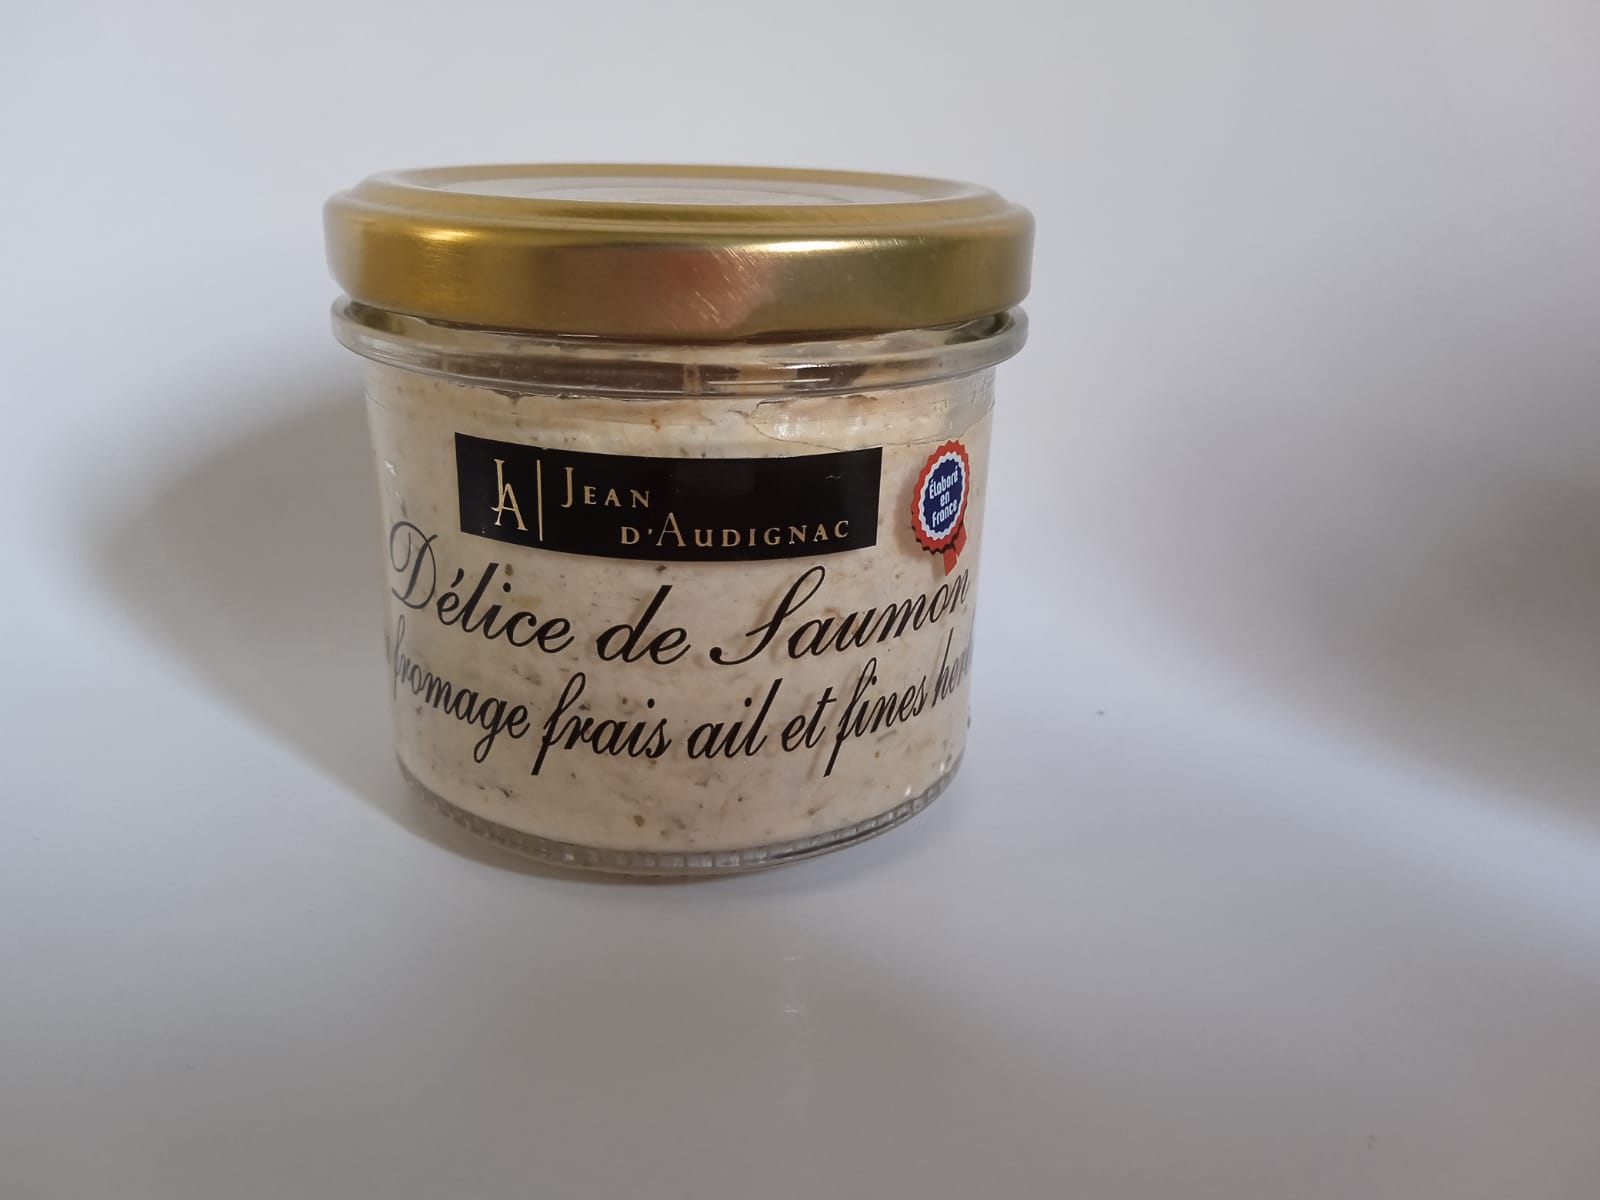 JA
JEAN
D'AUDIGNAC
Élaboré
en
France
Délice de Saumon
fromage frais ail et fines